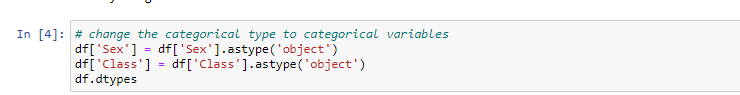 In [4]: # change the categorical type to categorical variables
df['Sex'] = df['Sex'].astype('object')
df['Class'] = df['Class'].astype('object')
df.dtypes